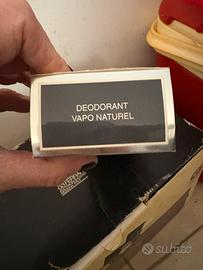 DEODORANT
VAPO NATUREL
subito